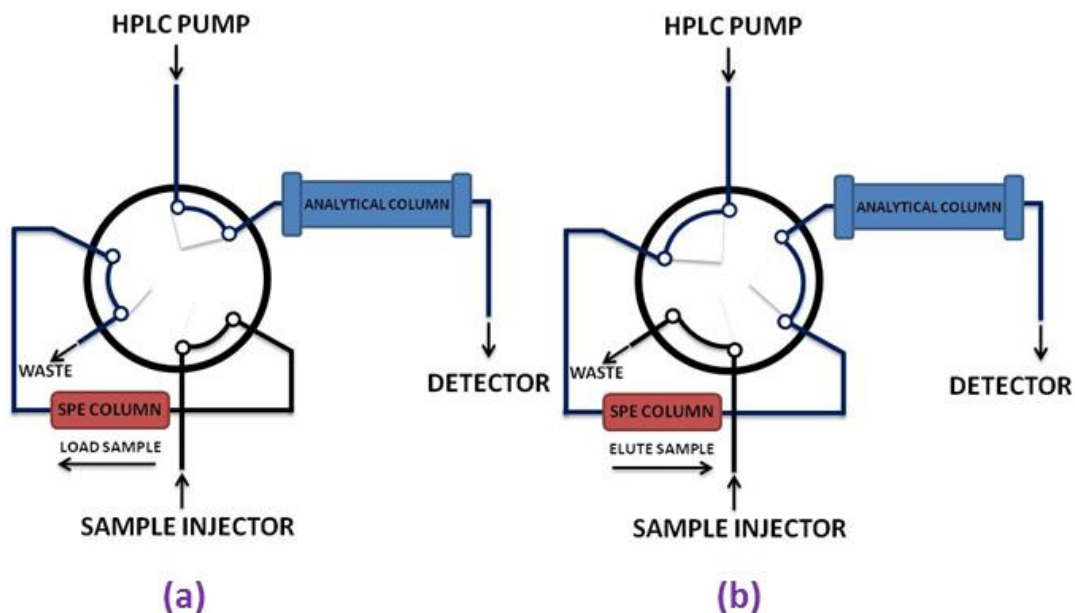 HPLC PUMP
ANALYTICAL COLUMN
WASTE
DETECTOR
SPE COLUMN
LOAD SAMPLE
SAMPLE INJECTOR
(a)
HPLC PUMP
ANALYTICAL COLUMN
WASTE
DETECTOR
SPE COLUMN
ELUTE SAMPLE
SAMPLE INJECTOR
(b)